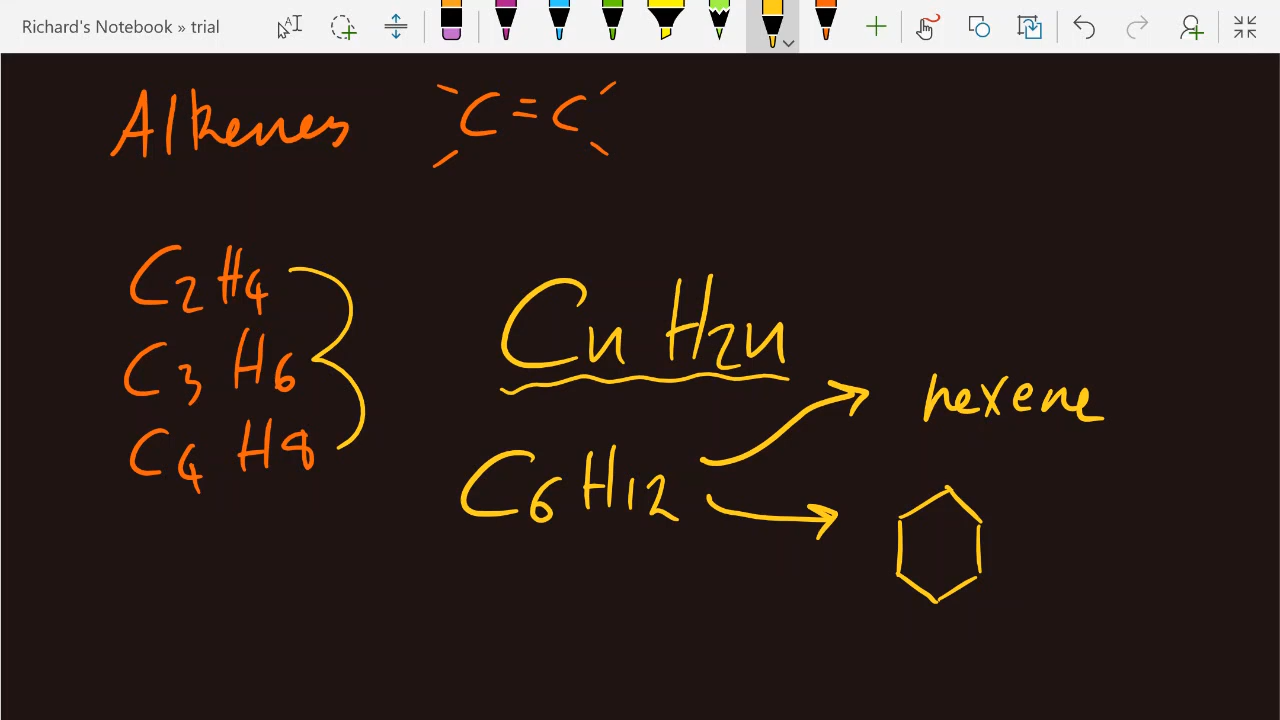 Richard's Notebook » trial
Alkenes C=C
C2H4
C3H6
C4H8
CnH2n
C6H12
hexene